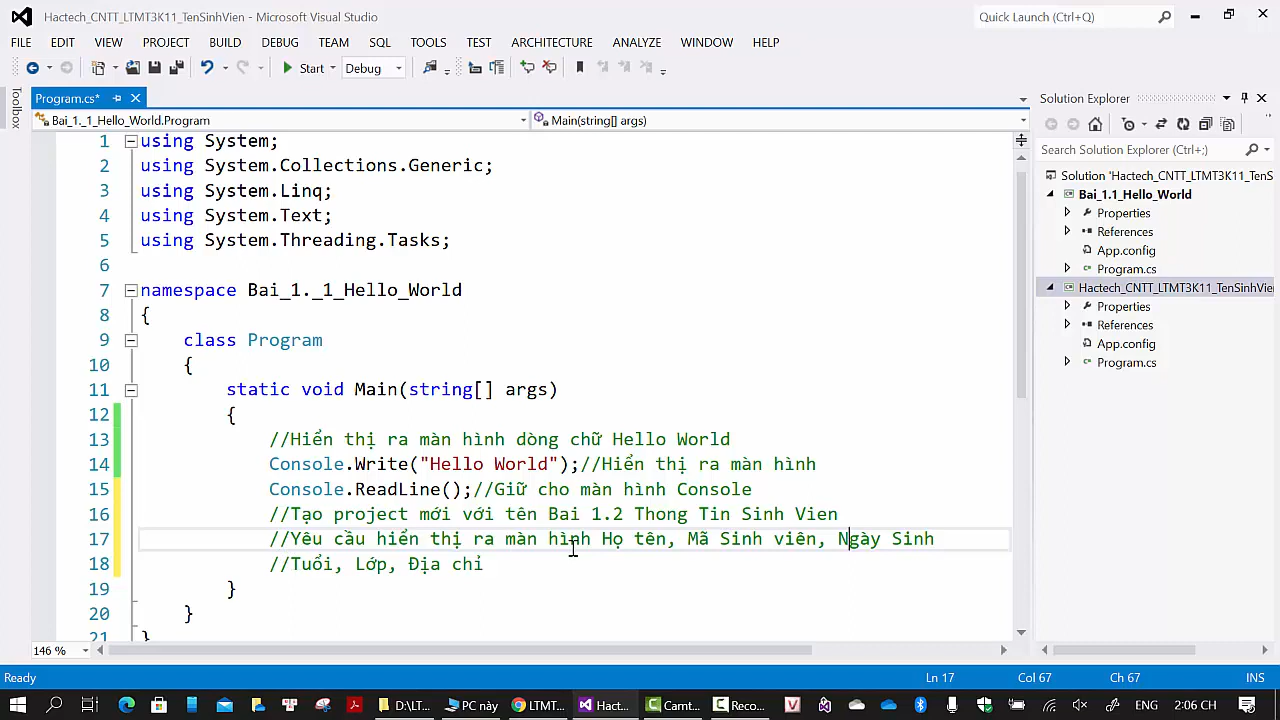 Hactech_CNTT_LTMT3K11_TenSinhVien - Microsoft Visual Studio
Quick Launch (Ctrl+Q)
FILE EDIT VIEW PROJECT BUILD DEBUG TEAM SQL TOOLS TEST ARCHITECTURE ANALYZE WINDOW HELP
Start Debug
Toolbox
Program.cs*
Bai_1._1_Hello_World.Program
Main(string[] args)
1 using System;
2 using System.Collections.Generic;
3 using System.Linq;
4 using System.Text;
5 using System.Threading.Tasks;
6
7 namespace Bai_1._1_Hello_World
8 {
9 class Program
10 {
11 static void Main(string[] args)
12 {
13 //Hiển thị ra màn hình dòng chữ Hello World
14 Console.Write("Hello World");//Hiển thị ra màn hình
15 Console.ReadLine();//Giữ cho màn hình Console
16 //Tạo project mới với tên Bai 1.2 Thong Tin Sinh Vien
17 //Yêu cầu hiển thị ra màn hình Họ tên, Mã Sinh viên, Ngày Sinh
18 //Tuổi, Lớp, Địa chỉ
19 }
20 }
21 }
146 %
Solution Explorer
Search Solution Explorer (Ctrl+;)
Solution 'Hactech_CNTT_LTMT3K11_TenS
Bai_1.1_Hello_World
Properties
References
App.config
Program.cs
Hactech_CNTT_LTMT3K11_TenSinhVie
Properties
References
App.config
Program.cs
Ready
Ln 17 Col 67 Ch 67 INS
D:\LT... PC này LTMT... Hact... Camt... Reco... ENG 2:06 CH